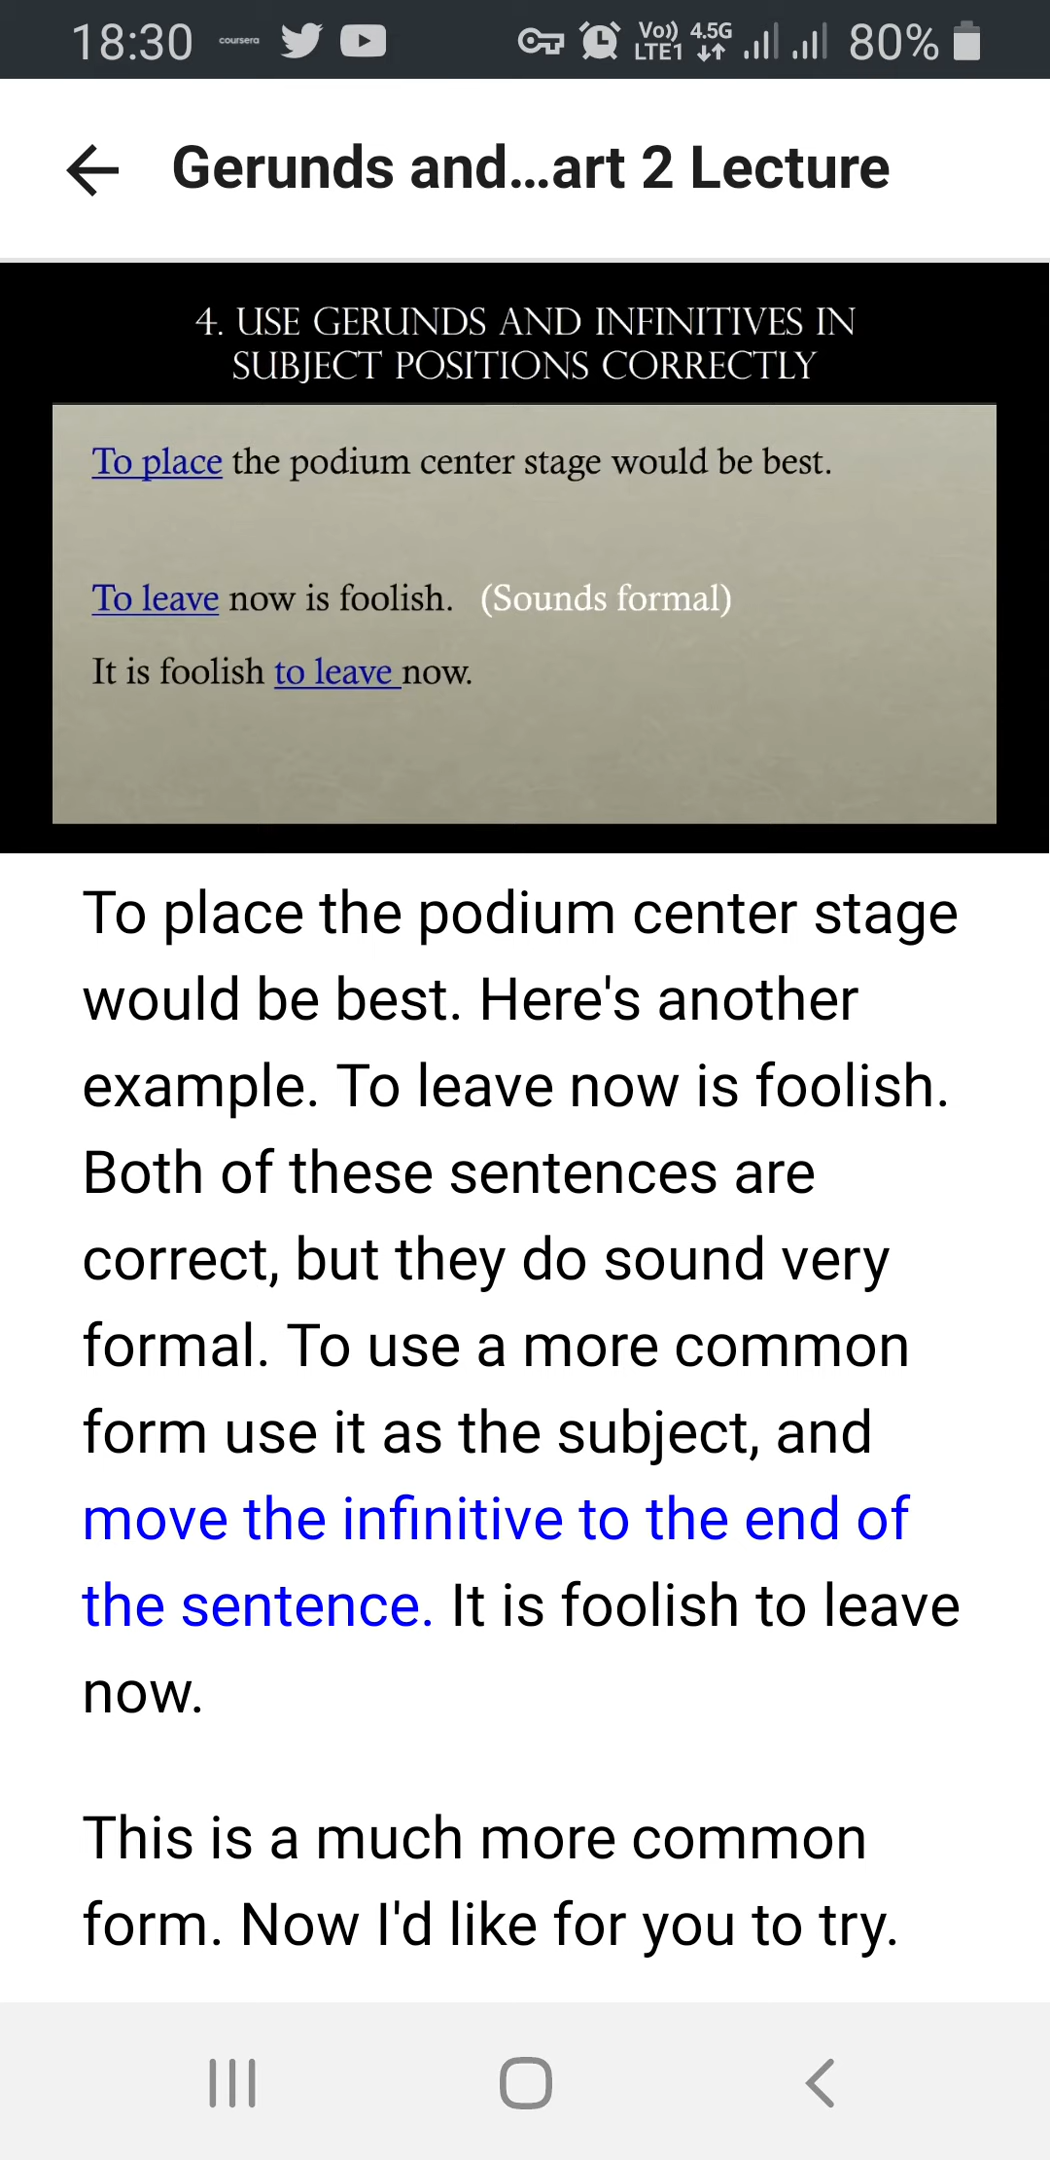 18:30 coursera Vo)) LTE1 4.5G 80%
Gerunds and...art 2 Lecture
4. USE GERUNDS AND INFINITIVES IN
SUBJECT POSITIONS CORRECTLY
To place the podium center stage would be best.
To leave now is foolish. (Sounds formal)
It is foolish to leave now.
To place the podium center stage
would be best. Here's another
example. To leave now is foolish.
Both of these sentences are
correct, but they do sound very
formal. To use a more common
form use it as the subject, and
move the infinitive to the end of
the sentence. It is foolish to leave
now.
This is a much more common
form. Now I'd like for you to try.